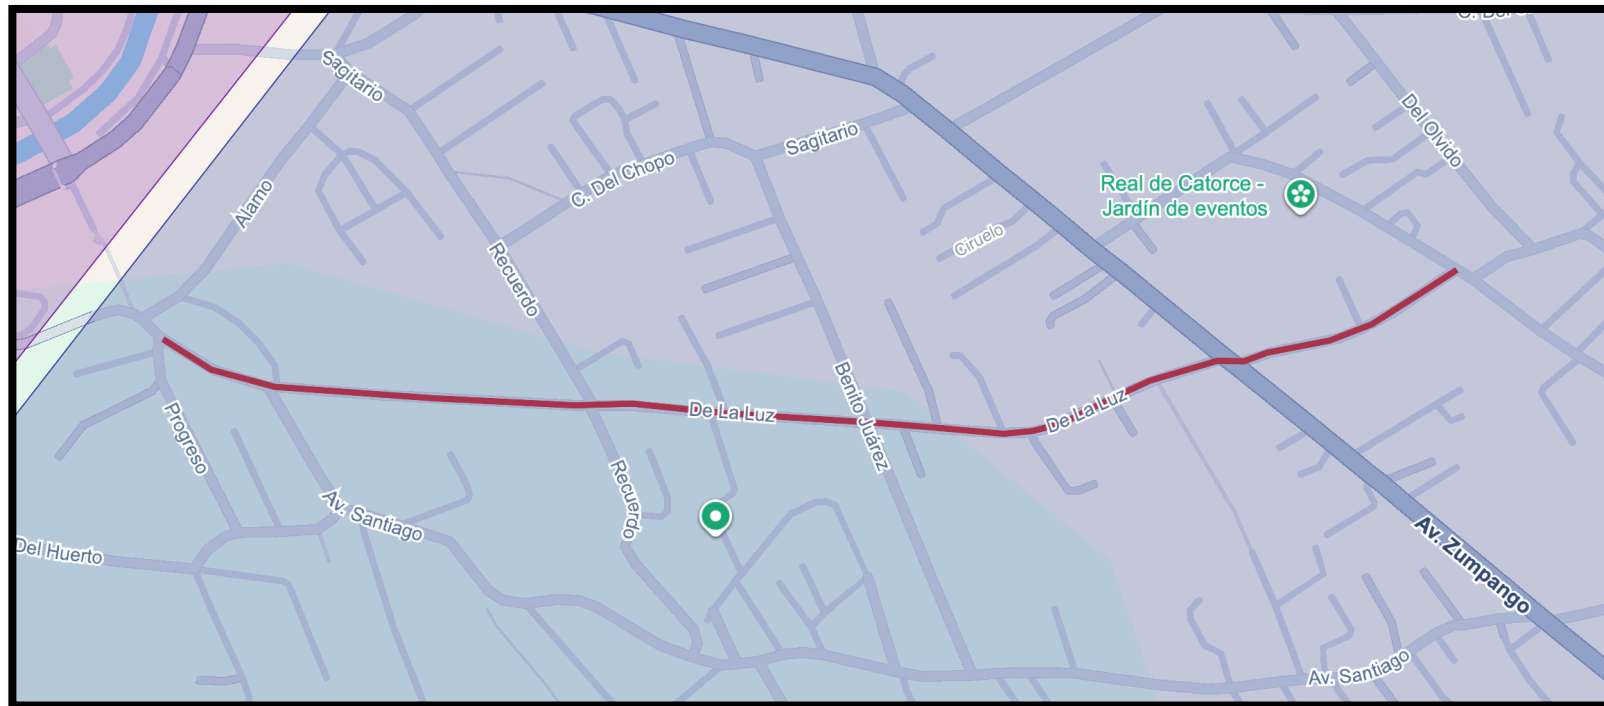 Sagitario
Del Olvido
Sagitario
C. Del Chopo
Real de Catorce -
Jardín de eventos
Alamo
Ciruelo
Recuerdo
Benito Juárez
De La Luz
De La Luz
Progreso
Recuerdo
Av. Santiago
Del Huerto
Av. Zumpango
Av. Santiago